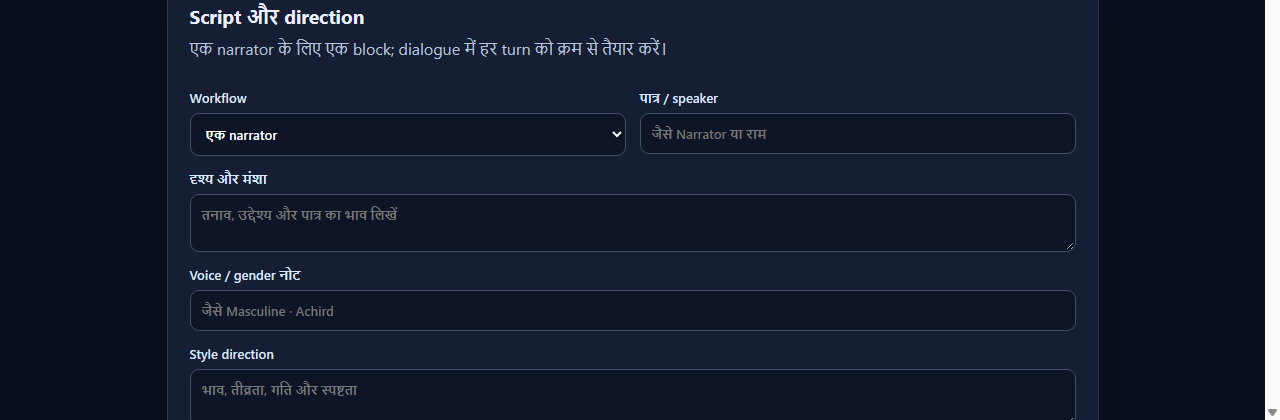 Script और direction
एक narrator के लिए एक block; dialogue में हर turn को क्रम से तैयार करें।
Workflow
पात्र / speaker
एक narrator
जैसे Narrator या राम
दृश्य और मंशा
तनाव, उद्देश्य और पात्र का भाव लिखें
Voice / gender नोट
जैसे Masculine · Achird
Style direction
भाव, तीव्रता, गति और स्पष्टता